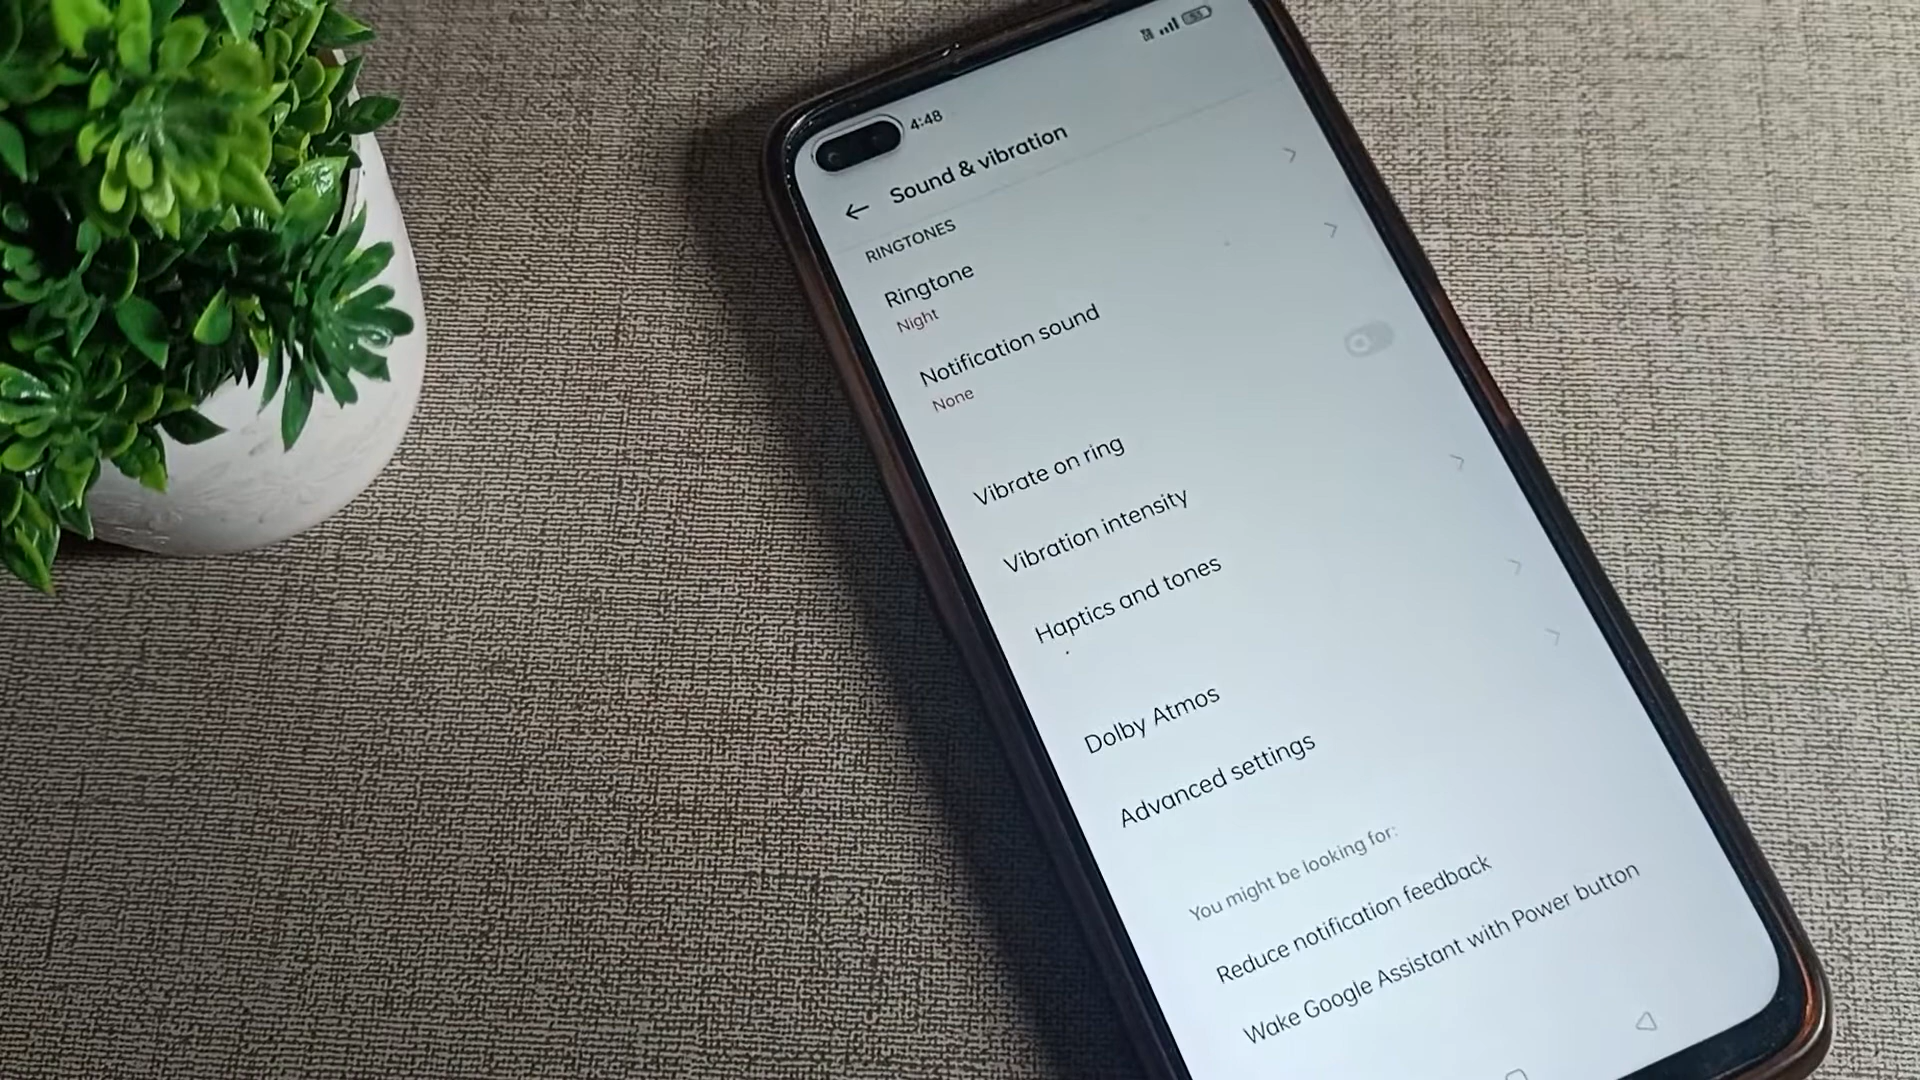 4:48
55
Sound & vibration
RINGTONES
Ringtone
Night
Notification sound
None
Vibrate on ring
Vibration intensity
Haptics and tones
Dolby Atmos
Advanced settings
You might be looking for:
Reduce notification feedback
Wake Google Assistant with Power button